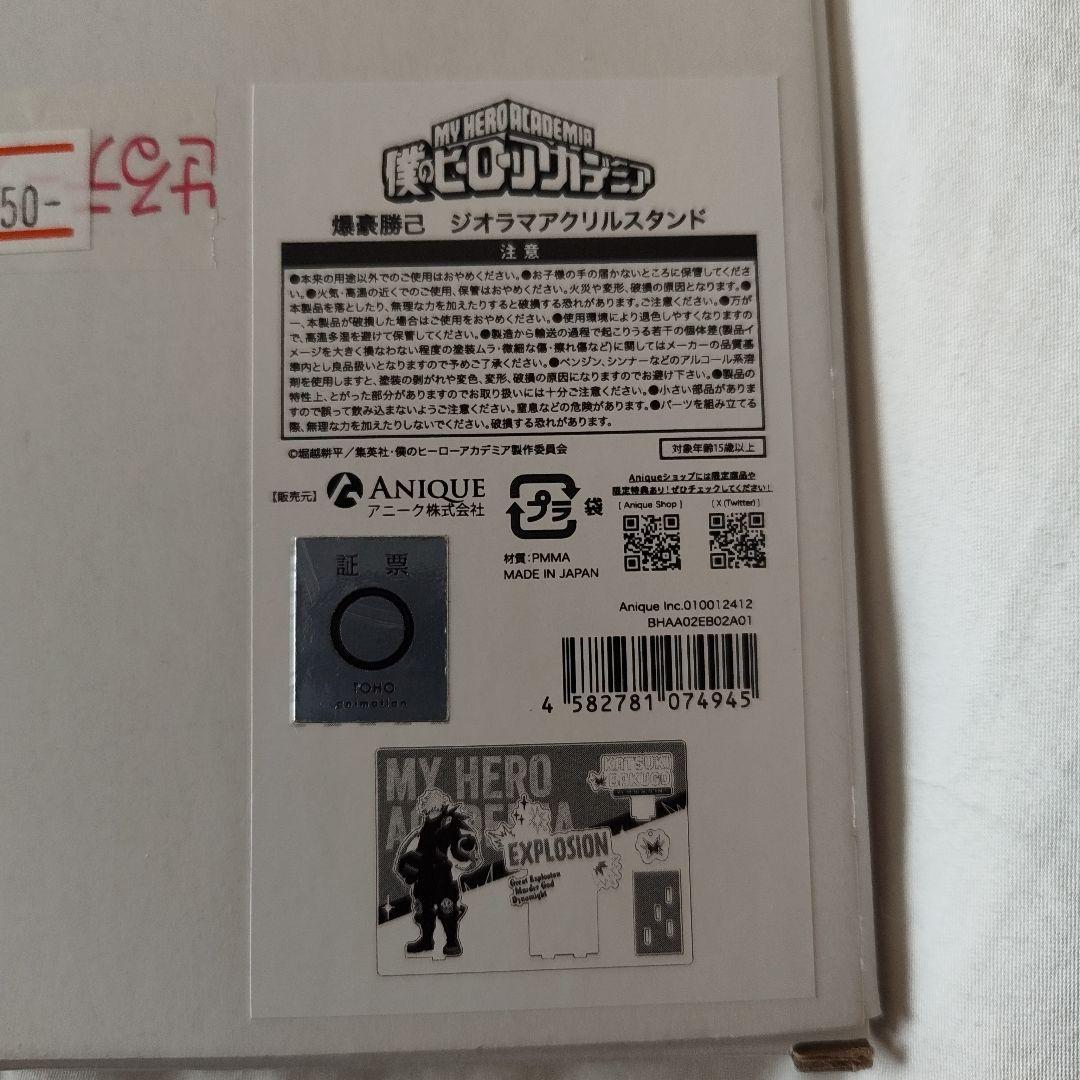 MY HERO ACADEMIA
僕のヒーローアカデミア
爆豪勝己　ジオラマアクリルスタンド
注意
●本来の用途以外でのご使用はおやめください。●お子様の手の届かないところに保管してくださ
い。●火気・高温の近くでのご使用、保管はおやめください。火災や変形、破損の原因となります。●
本製品を落としたり、無理な力を加えたりすると破損する恐れがあります。ご注意ください。●万が
一、本製品が破損した場合はご使用をおやめください。●使用環境により退色しやすくなりますの
で、高温多湿を避けて保管してください。●製造から輸送の過程で起こりうる若干の個体差(製品イ
メージを大きく損なわない程度の塗装ムラ・微細な傷・擦れ傷など)に関してはメーカーの品質基
準内とし良品扱いとなりますので予めご了承ください。●ベンジン、シンナーなどのアルコール系溶
剤を使用しますと、塗装の剥がれや変色、変形、破損の原因になりますのでお避け下さい。●製品の
特性上、とがった部分がありますのでお取り扱いには十分ご注意ください。●小さい部品がありま
すので誤って飲み込まないようご注意ください。窒息などの危険があります。●パーツを組み立てる
際、無理な力を加えたりしないでください。破損する恐れがあります。
©堀越耕平／集英社・僕のヒーローアカデミア製作委員会
対象年齢15歳以上
【販売元】
ANIQUE
アニーク株式会社
プラ
袋
Aniqueショップには限定商品や
限定特典あり！ぜひチェックしてください！
[ Anique Shop ]
[ X (Twitter) ]
材質：PMMA
MADE IN JAPAN
証 票
TOHO
animation
Anique Inc.010012412
BHAA02EB02A01
4 582781 074945
MY HERO
KATSUKI
BAKUGO
EXPLOSION
Great Explosion
Murder God
Dynamight
50-